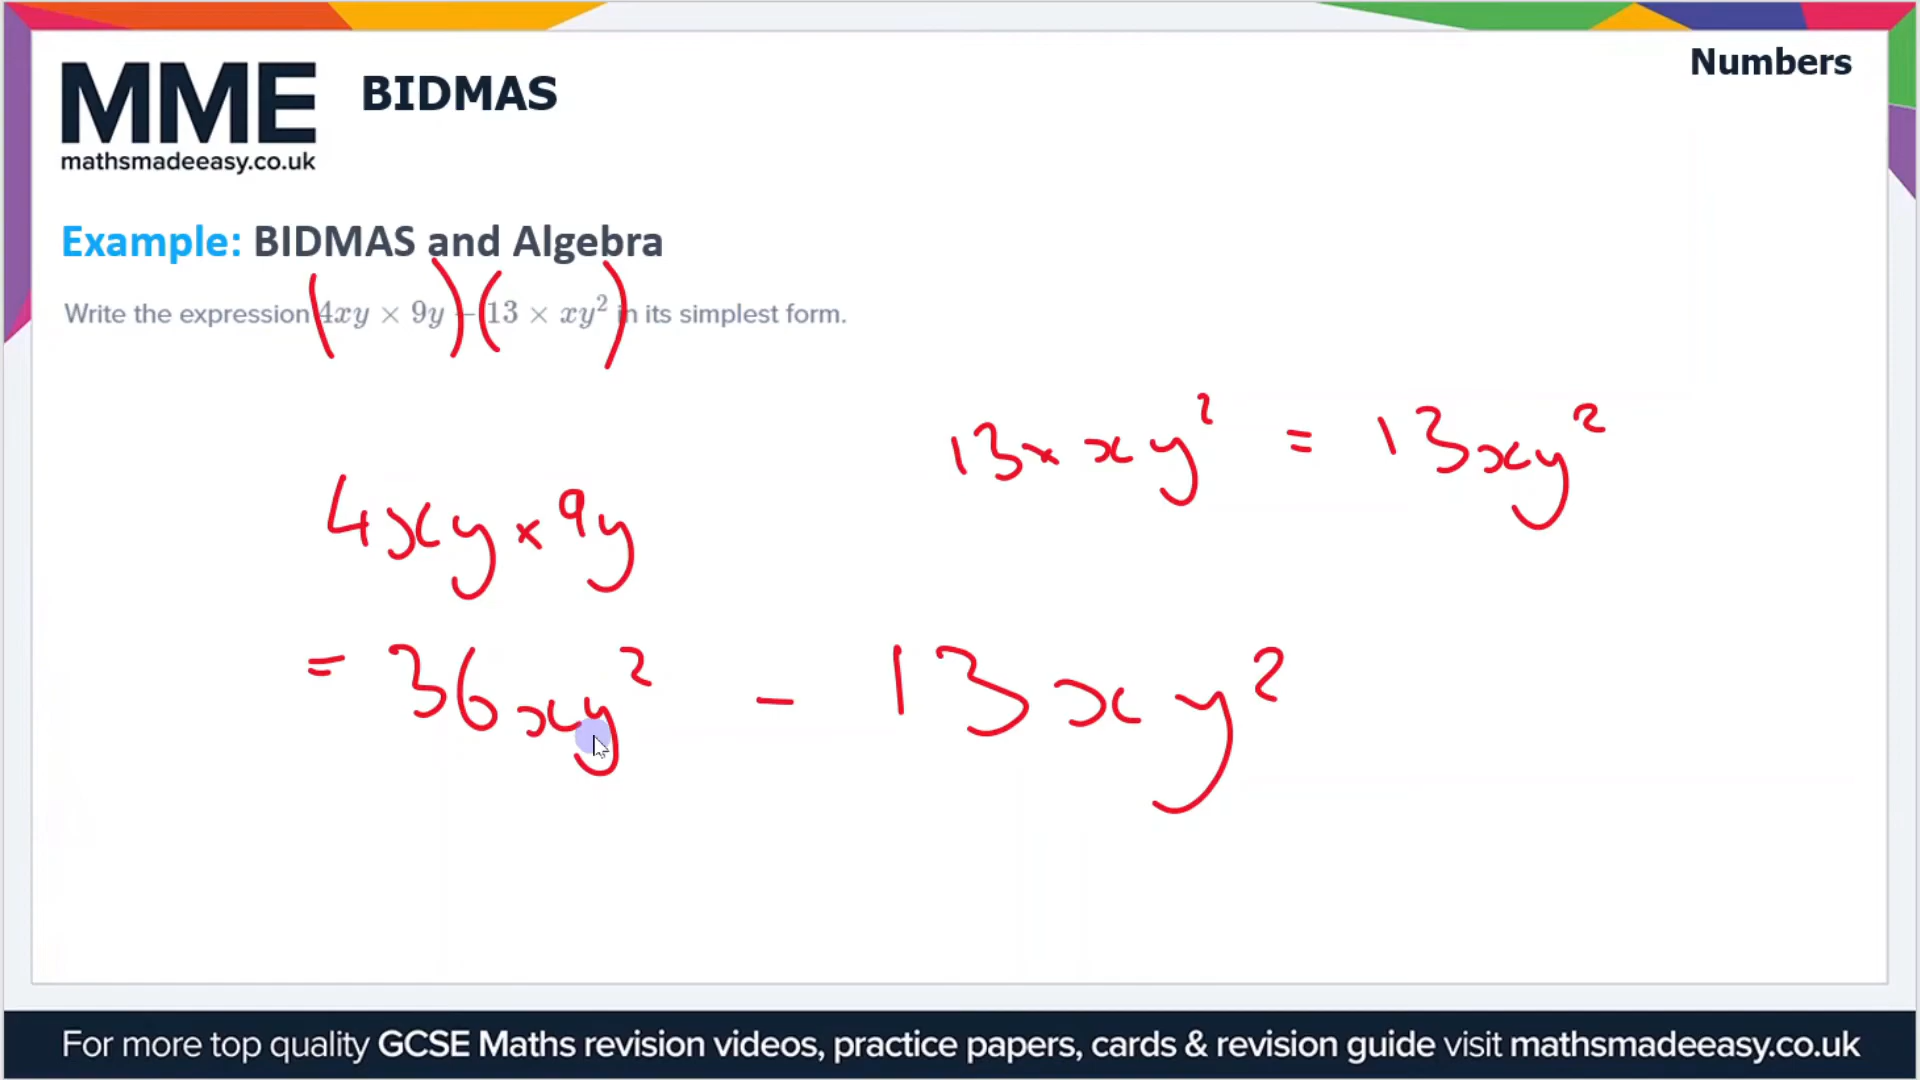 Numbers
MME BIDMAS
mathsmadeeasy.co.uk
Example: BIDMAS and Algebra
Write the expression (4xy × 9y) – (13 × xy²) in its simplest form.
13 × xy² = 13xy²
4xy × 9y
= 36xy² - 13xy²
For more top quality GCSE Maths revision videos, practice papers, cards & revision guide visit mathsmadeeasy.co.uk